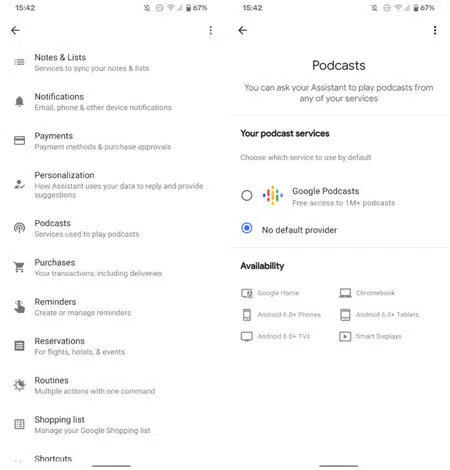 15:42
67%
Notes & Lists
Services to sync your notes & lists
Notifications
Email, phone & other device notifications
Payments
Payment methods & purchase approvals
Personalization
How Assistant uses your data to reply and provide
suggestions
Podcasts
Services used to play podcasts
Purchases
Your transactions, including deliveries
Reminders
Create or manage reminders
Reservations
For flights, hotels, & events
Routines
Multiple actions with one command
Shopping list
Manage your Google Shopping list
Shortcuts
15:42
67%
Podcasts
You can ask your Assistant to play podcasts from
any of your services
Your podcast services
Choose which service to use by default
Google Podcasts
Free access to 1M+ podcasts
No default provider
Availability
Google Home
Chromebook
Android 6.0+ Phones
Android 6.0+ Tablets
Android 6.0+ TVs
Smart Displays